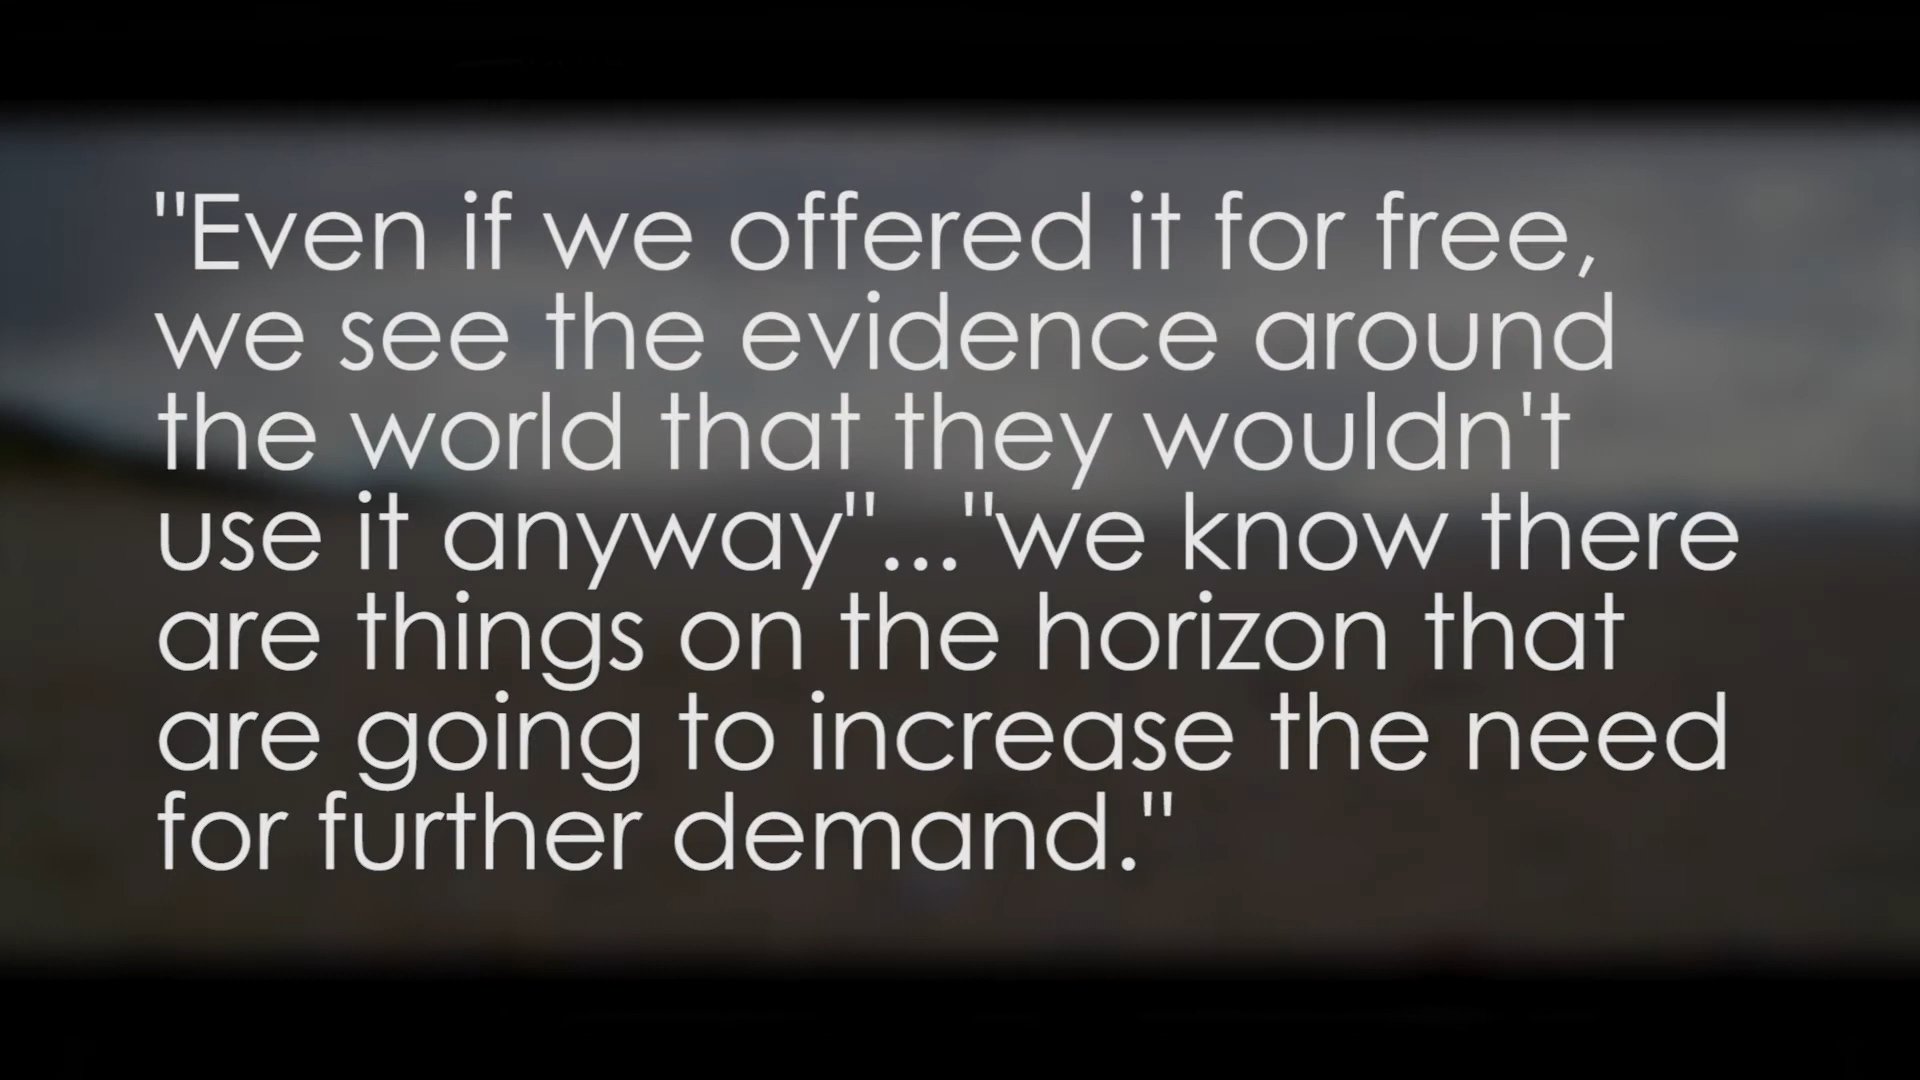 "Even if we offered it for free,
we see the evidence around
the world that they wouldn't
use it anyway"..."we know there
are things on the horizon that
are going to increase the need
for further demand."